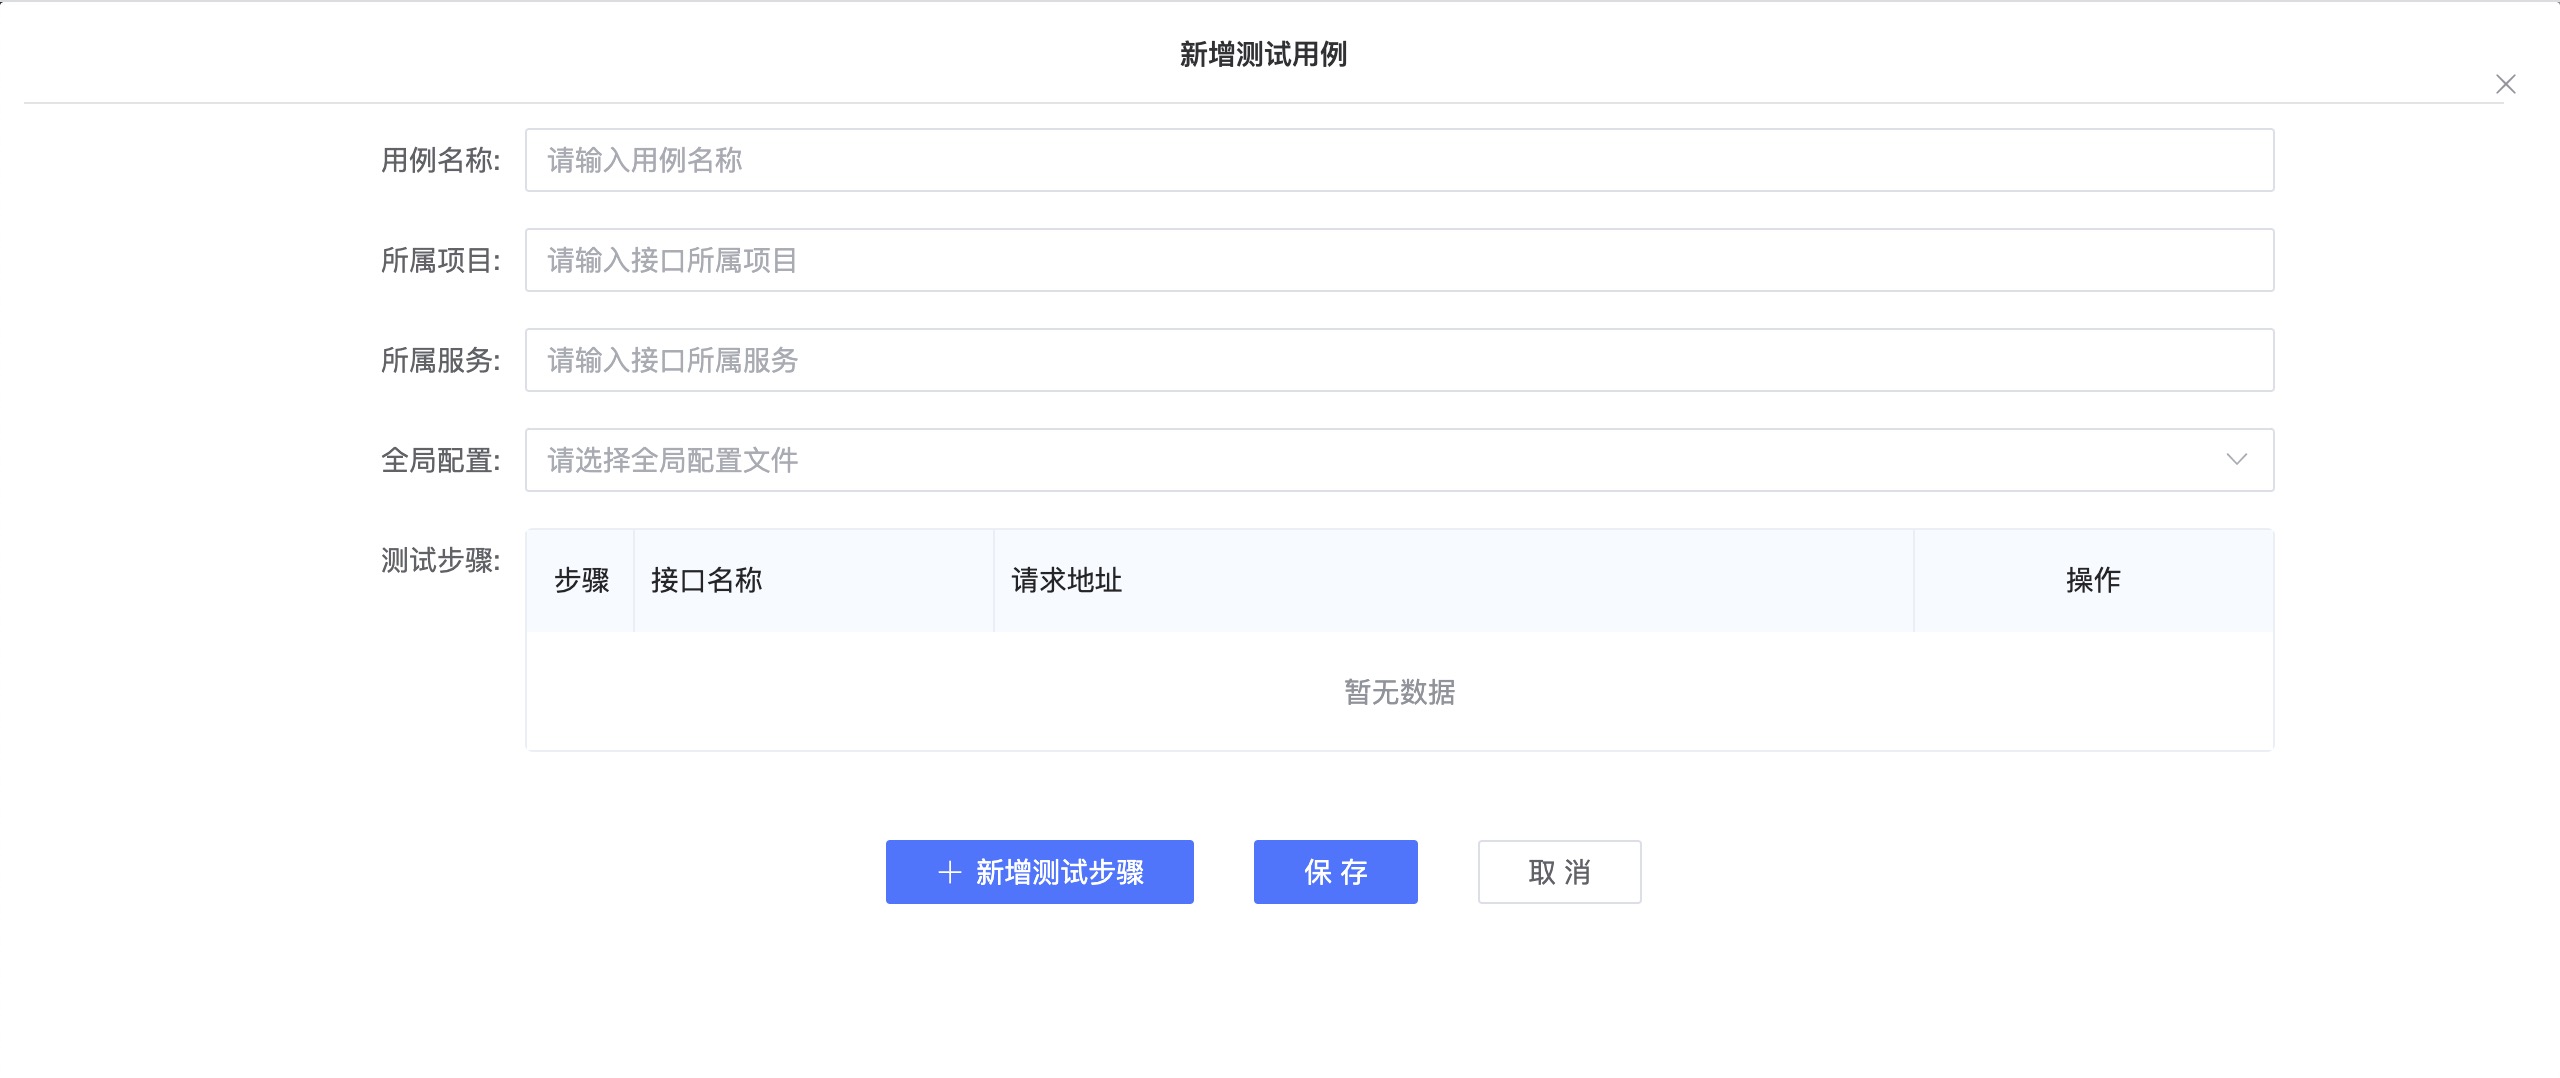 新增测试用例
用例名称: 请输入用例名称
所属项目: 请输入接口所属项目
所属服务: 请输入接口所属服务
全局配置: 请选择全局配置文件
测试步骤: 步骤 接口名称 请求地址 操作
暂无数据
新增测试步骤 保 存 取 消